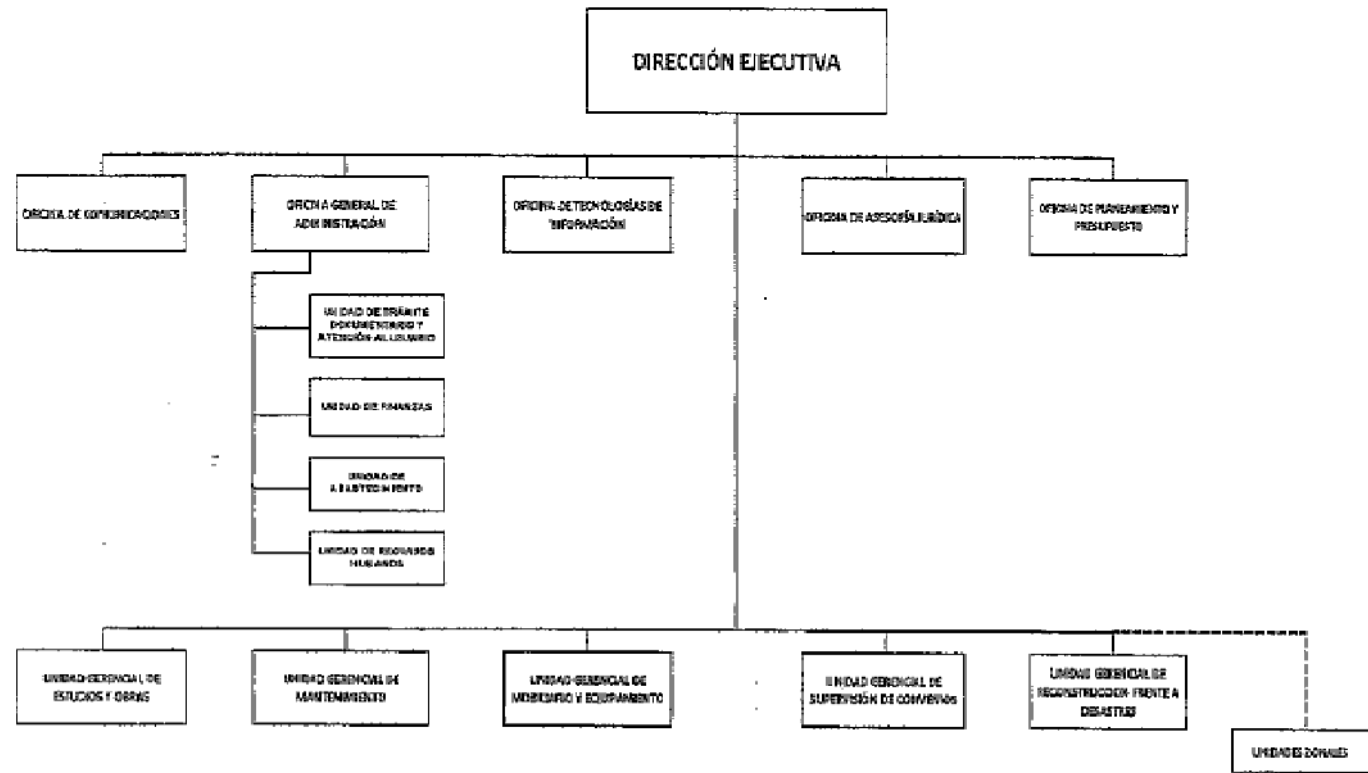 DIRECCIÓN EJECUTIVA
OFICINA DE COMUNICACIONES
OFICINA GENERAL DE
ADMINISTRACIÓN
OFICINA DE TECNOLOGÍAS DE
INFORMACIÓN
OFICINA DE ASESORÍA JURÍDICA
OFICINA DE PLANEAMIENTO Y
PRESUPUESTO
UNIDAD DE TRÁMITE
DOCUMENTARIO Y
ATENCIÓN AL USUARIO
UNIDAD DE FINANZAS
UNIDAD DE
ABASTECIMIENTO
UNIDAD DE RECURSOS
HUMANOS
UNIDAD GERENCIAL DE
ESTUDIOS Y OBRAS
UNIDAD GERENCIAL DE
MANTENIMIENTO
UNIDAD GERENCIAL DE
MOBILIARIO Y EQUIPAMIENTO
UNIDAD GERENCIAL DE
SUPERVISIÓN DE CONVENIOS
UNIDAD GERENCIAL DE
RECONSTRUCCION FRENTE A
DESASTRES
UNIDADES ZONALES